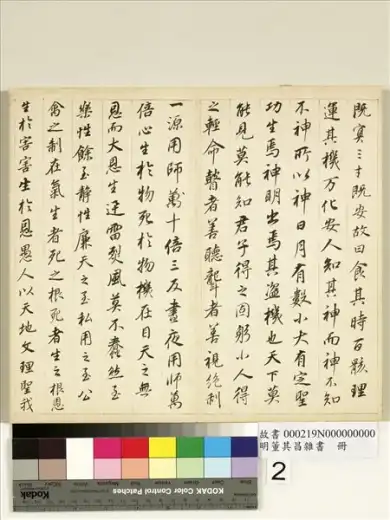 既宜三才既安故曰食其時百骸理
運其機万化安人知其神而神不知
不神所以神日月有數小大有定聖
功生焉神明出焉其盜機也天下莫
能見莫能知君子得之固躬小人得
之輕命瞽者善聽聾者善視絕利
一源用師萬十倍三反晝夜用師萬
倍心生於物死於物機在目天之無
恩而大恩生迅雷烈風莫不蠢然至
樂性餘至靜性廉天之至私用之至公
禽之制在氣生者死之根死者生之根恩
生於害害生於恩愚人以天地文理聖我
故書 000219N000000000
明董其昌雜書 冊
2
Kodak
KODAK Color Control Patches